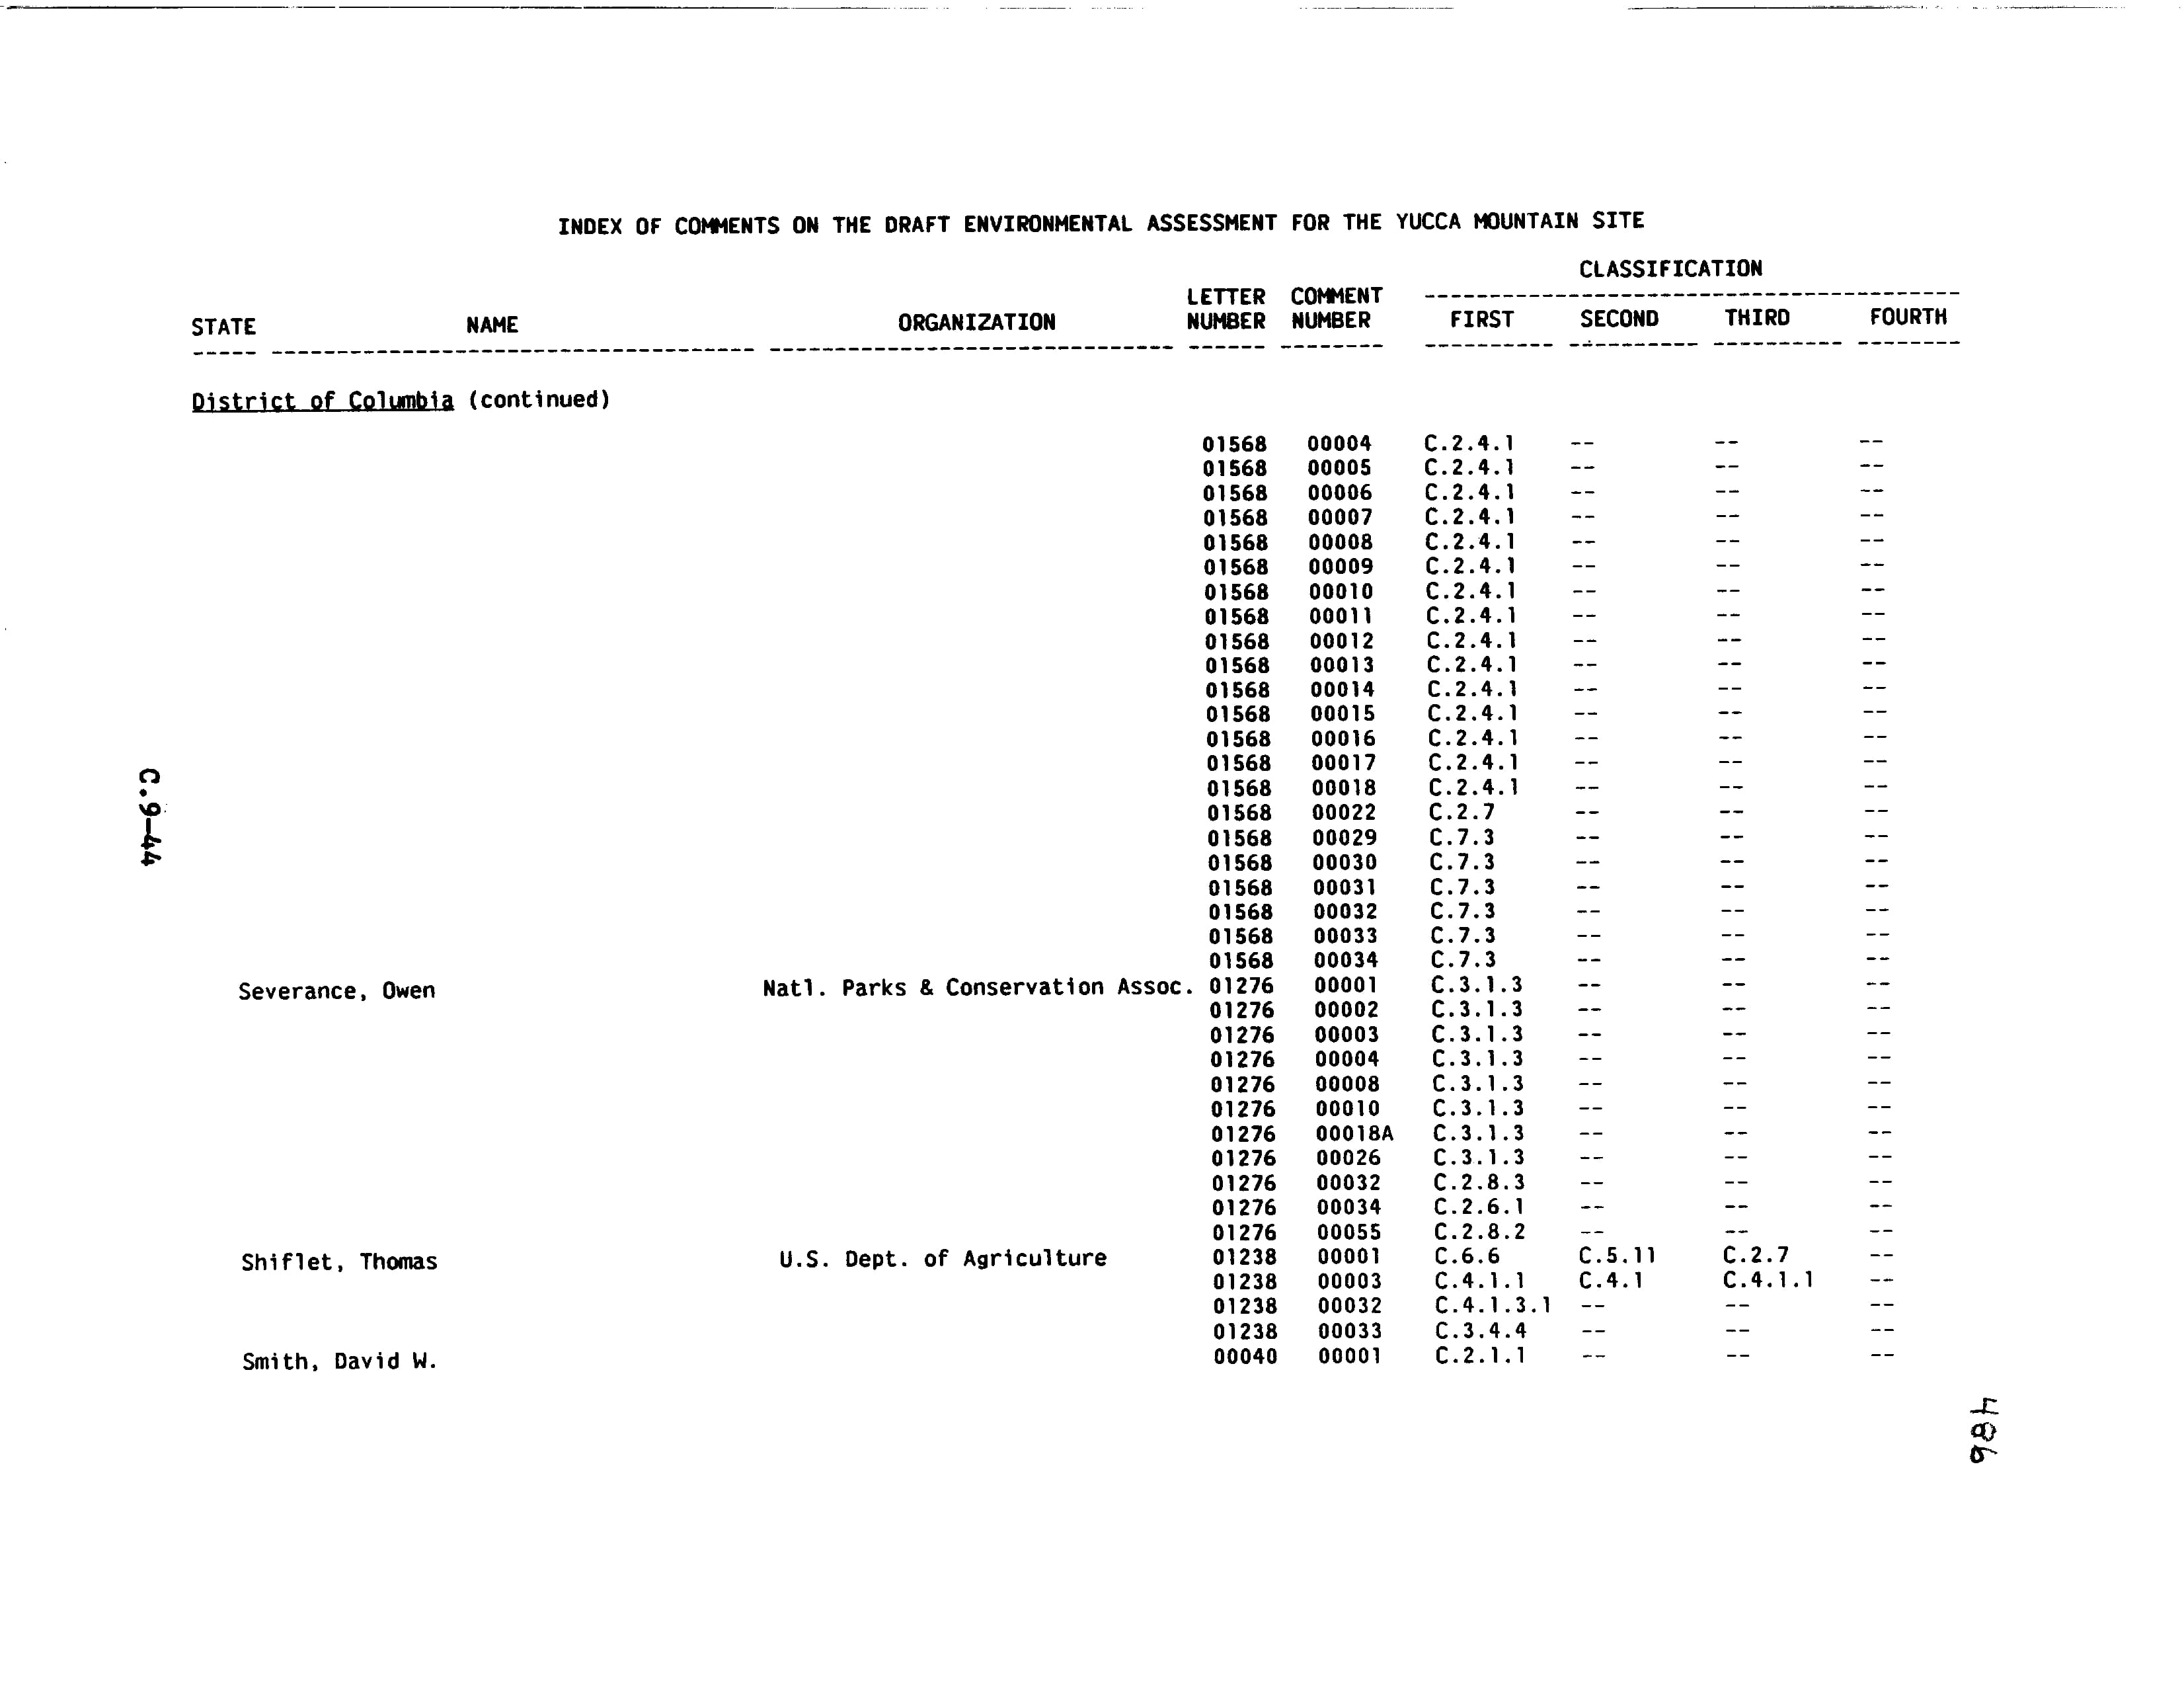 INDEX OF COMMENTS ON THE DRAFT ENVIRONMENTAL ASSESSMENT FOR THE YUCCA MOUNTAIN SITE
CLASSIFICATION
LETTER COMMENT ---------------------------------------
STATE NAME ORGANIZATION NUMBER NUMBER FIRST SECOND THIRD FOURTH
District of Columbia (continued)
01568 00004 C.2.4.1 -- -- --
01568 00005 C.2.4.1 -- -- --
01568 00006 C.2.4.1 -- -- --
01568 00007 C.2.4.1 -- -- --
01568 00008 C.2.4.1 -- -- --
01568 00009 C.2.4.1 -- -- --
01568 00010 C.2.4.1 -- -- --
01568 00011 C.2.4.1 -- -- --
01568 00012 C.2.4.1 -- -- --
01568 00013 C.2.4.1 -- -- --
01568 00014 C.2.4.1 -- -- --
01568 00015 C.2.4.1 -- -- --
01568 00016 C.2.4.1 -- -- --
01568 00017 C.2.4.1 -- -- --
01568 00018 C.2.4.1 -- -- --
01568 00022 C.2.7 -- -- --
01568 00029 C.7.3 -- -- --
01568 00030 C.7.3 -- -- --
01568 00031 C.7.3 -- -- --
01568 00032 C.7.3 -- -- --
01568 00033 C.7.3 -- -- --
01568 00034 C.7.3 -- -- --
Severance, Owen Natl. Parks & Conservation Assoc. 01276 00001 C.3.1.3 -- -- --
01276 00002 C.3.1.3 -- -- --
01276 00003 C.3.1.3 -- -- --
01276 00004 C.3.1.3 -- -- --
01276 00008 C.3.1.3 -- -- --
01276 00010 C.3.1.3 -- -- --
01276 00018A C.3.1.3 -- -- --
01276 00026 C.3.1.3 -- -- --
01276 00032 C.2.8.3 -- -- --
01276 00034 C.2.6.1 -- -- --
01276 00055 C.2.8.2 -- -- --
Shiflet, Thomas U.S. Dept. of Agriculture 01238 00001 C.6.6 C.5.11 C.2.7 --
01238 00003 C.4.1.1 C.4.1 C.4.1.1 --
01238 00032 C.4.1.3.1 -- -- --
01238 00033 C.3.4.4 -- -- --
Smith, David W. 00040 00001 C.2.1.1 -- -- --
C.9-44
486